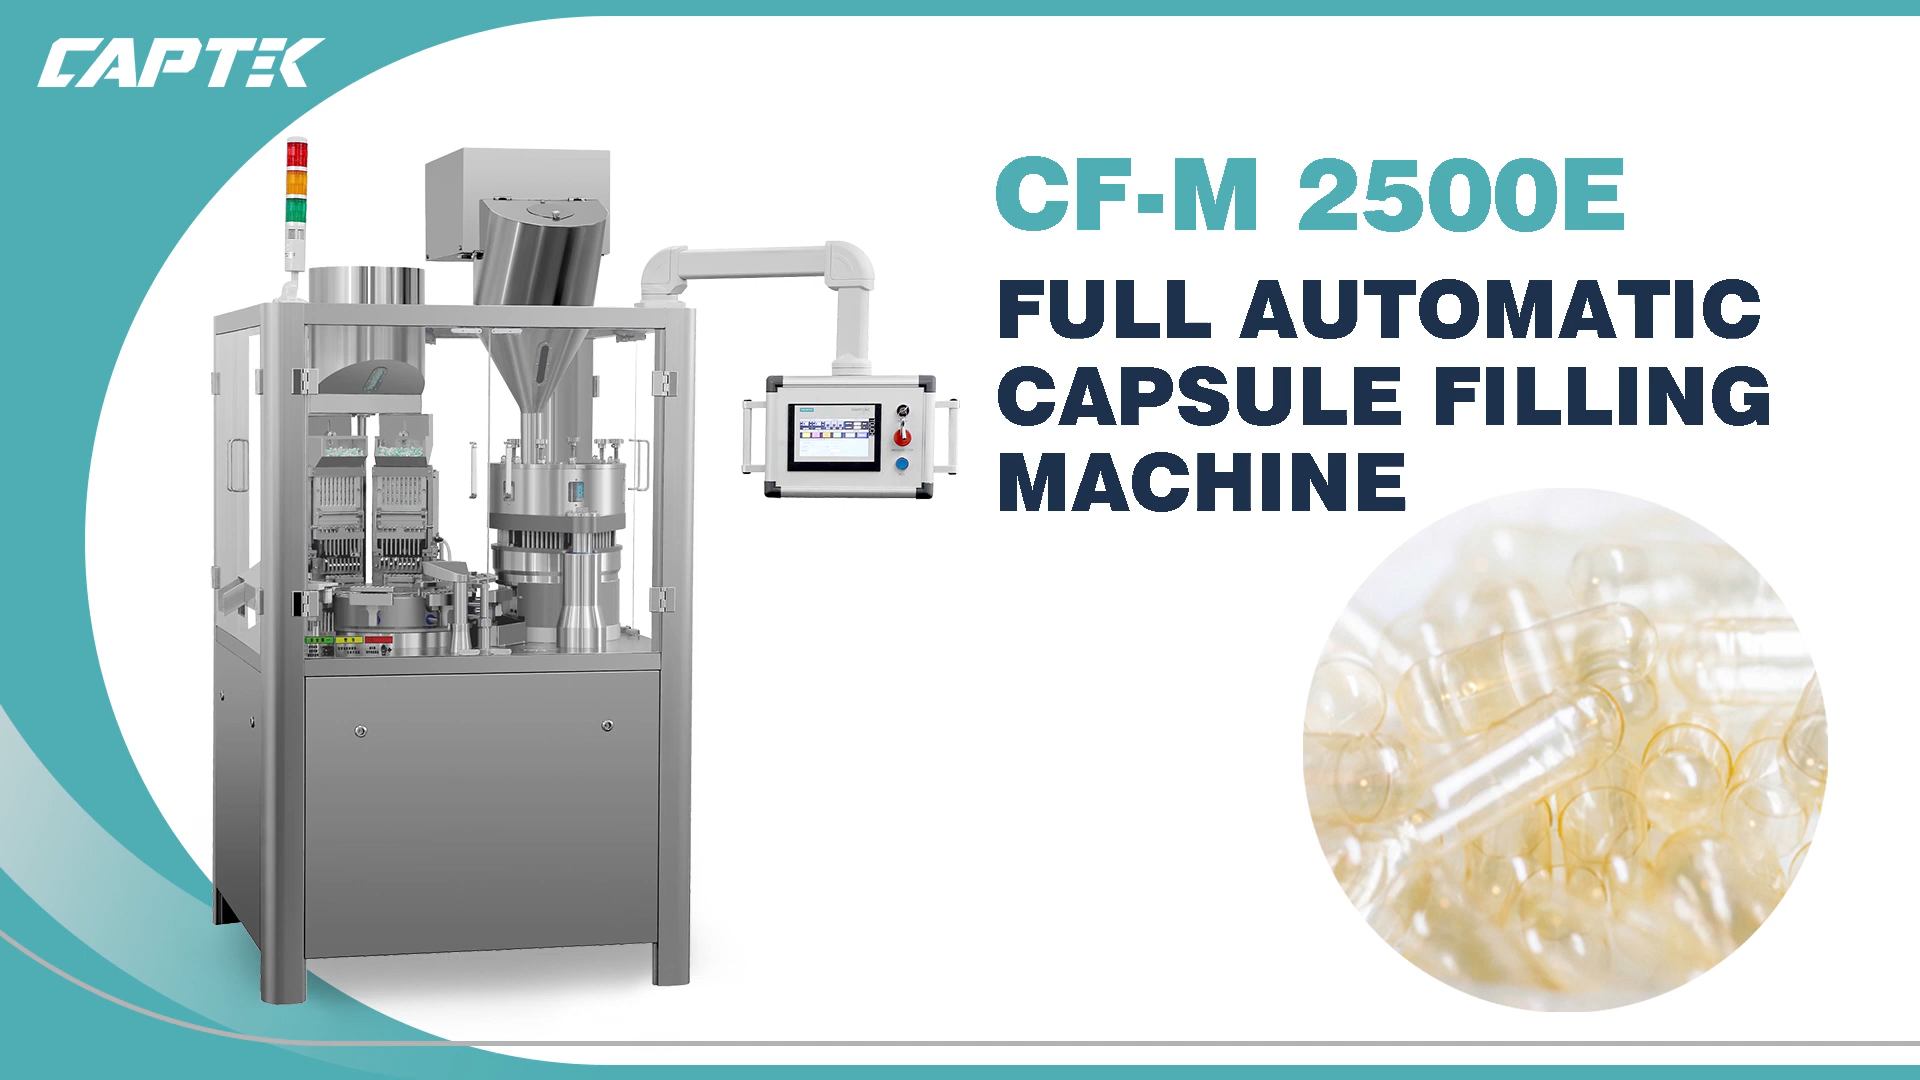 CAPTEK
CF-M 2500E
FULL AUTOMATIC
CAPSULE FILLING
MACHINE